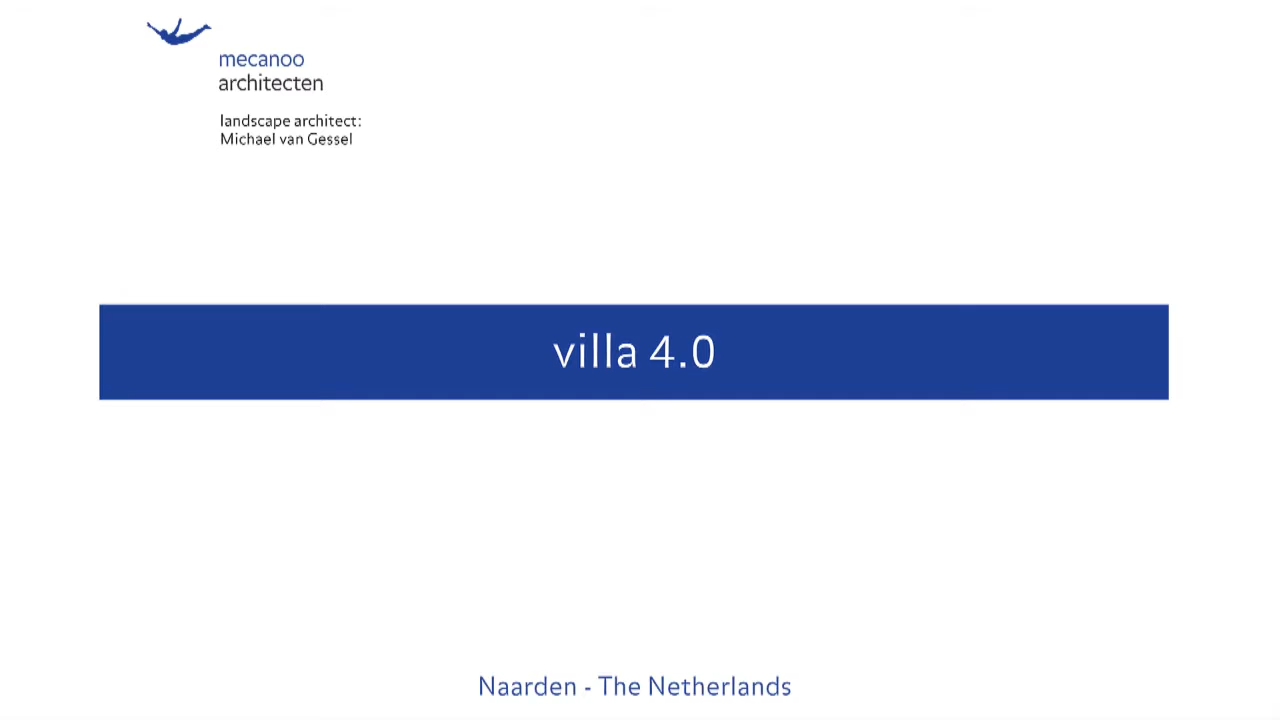 mecanoo
architecten
landscape architect:
Michael van Gessel
villa 4.0
Naarden - The Netherlands